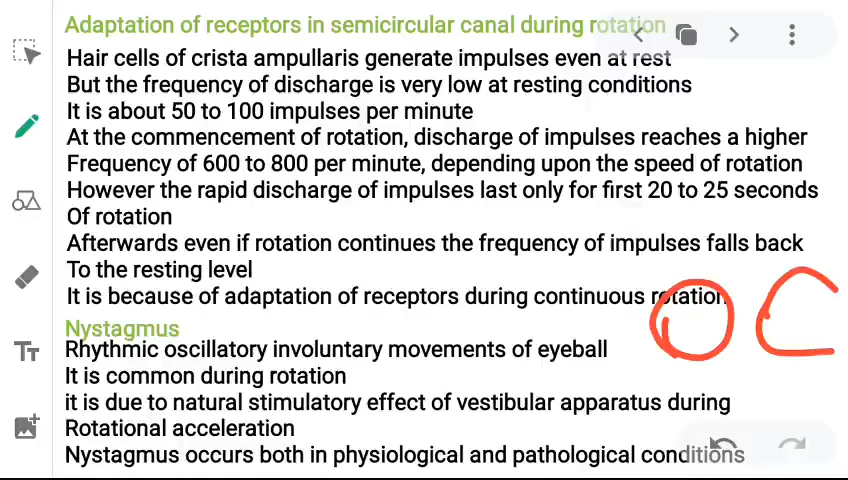 Adaptation of receptors in semicircular canal during rotation
Hair cells of crista ampullaris generate impulses even at rest
But the frequency of discharge is very low at resting conditions
It is about 50 to 100 impulses per minute
At the commencement of rotation, discharge of impulses reaches a higher
Frequency of 600 to 800 per minute, depending upon the speed of rotation
However the rapid discharge of impulses last only for first 20 to 25 seconds
Of rotation
Afterwards even if rotation continues the frequency of impulses falls back
To the resting level
It is because of adaptation of receptors during continuous rotation
Nystagmus
Rhythmic oscillatory involuntary movements of eyeball
It is common during rotation
it is due to natural stimulatory effect of vestibular apparatus during
Rotational acceleration
Nystagmus occurs both in physiological and pathological conditions
TT